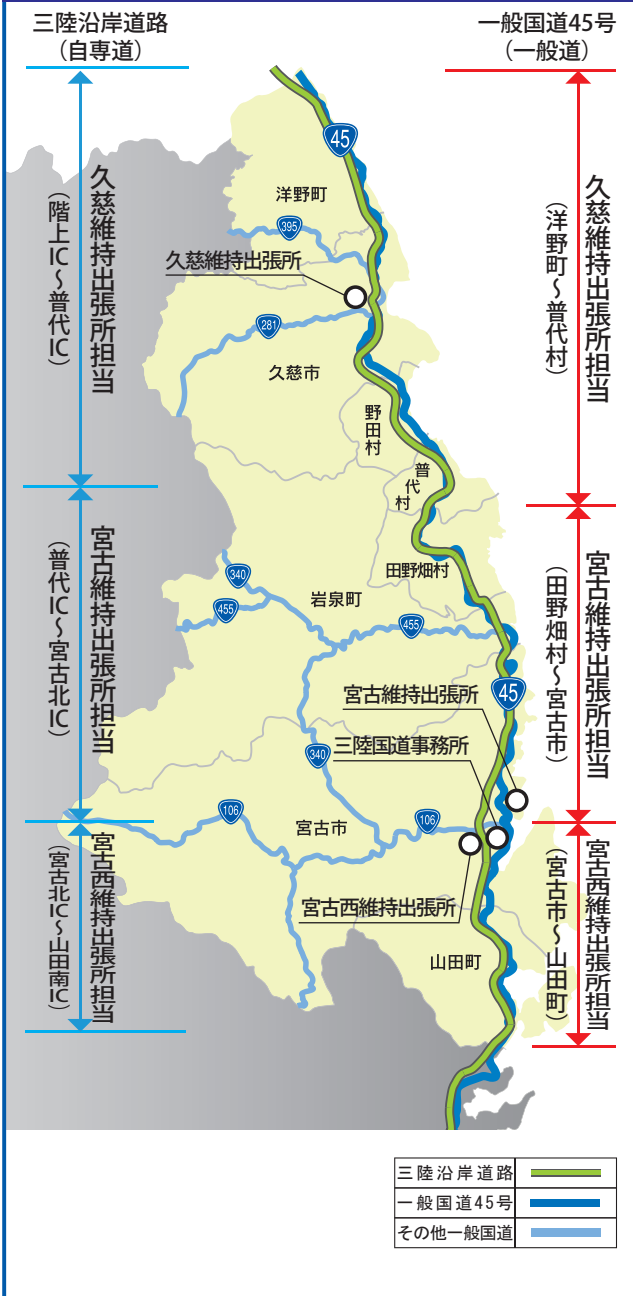 三陸沿岸道路
(自専道)
一般国道45号
(一般道)
久慈維持出張所担当
(階上IC～普代IC)
宮古維持出張所担当
(普代IC～宮古北IC)
宮古西維持出張所担当
(宮古北IC～山田南IC)
45
洋野町
395
久慈維持出張所
281
久慈市
野田村
普代村
田野畑村
340
岩泉町
455
455
45
宮古維持出張所
三陸国道事務所
340
106
宮古市
106
宮古西維持出張所
山田町
久慈維持出張所担当
(洋野町～普代村)
宮古維持出張所担当
(田野畑村～宮古市)
宮古西維持出張所担当
(宮古市～山田町)
三陸沿岸道路
一般国道45号
その他一般国道